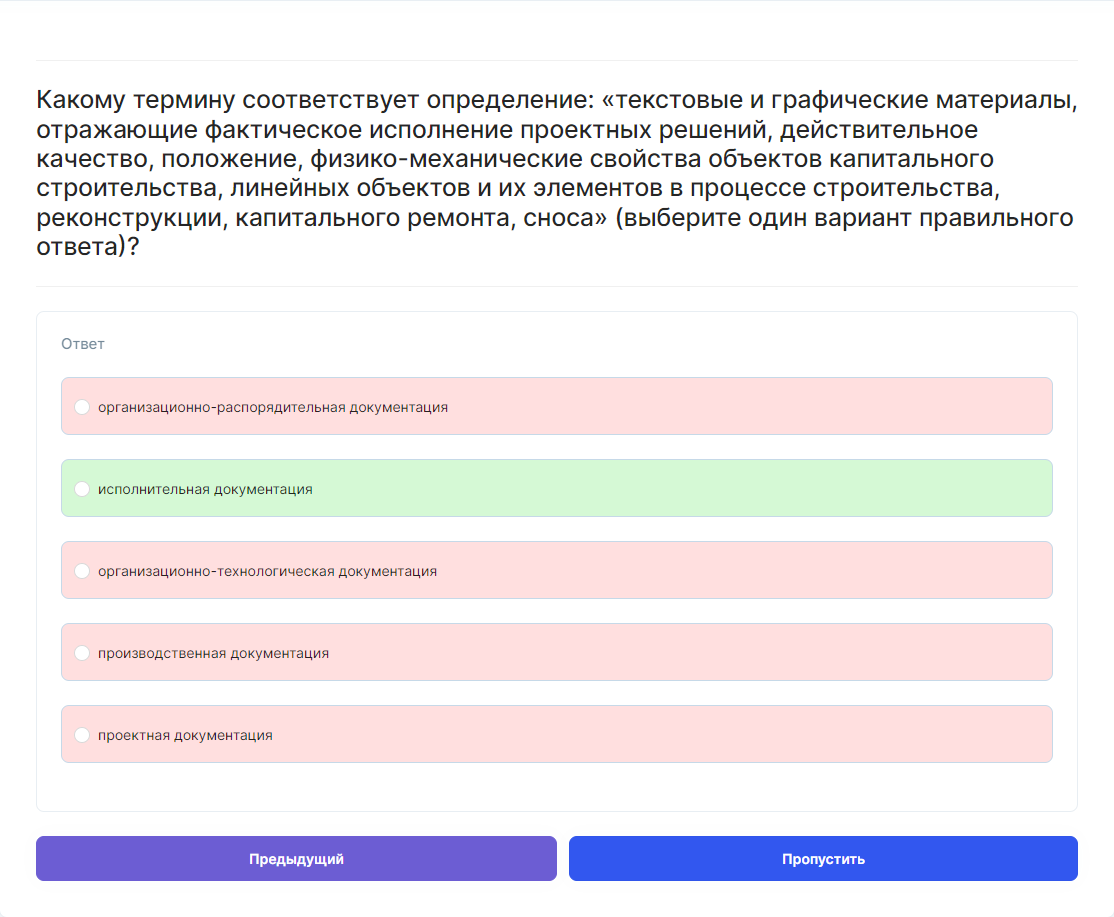 Какому термину соответствует определение: «текстовые и графические материалы,
отражающие фактическое исполнение проектных решений, действительное
качество, положение, физико-механические свойства объектов капитального
строительства, линейных объектов и их элементов в процессе строительства,
реконструкции, капитального ремонта, сноса» (выберите один вариант правильного
ответа)?
Ответ
организационно-распорядительная документация
исполнительная документация
организационно-технологическая документация
производственная документация
проектная документация
Предыдущий
Пропустить